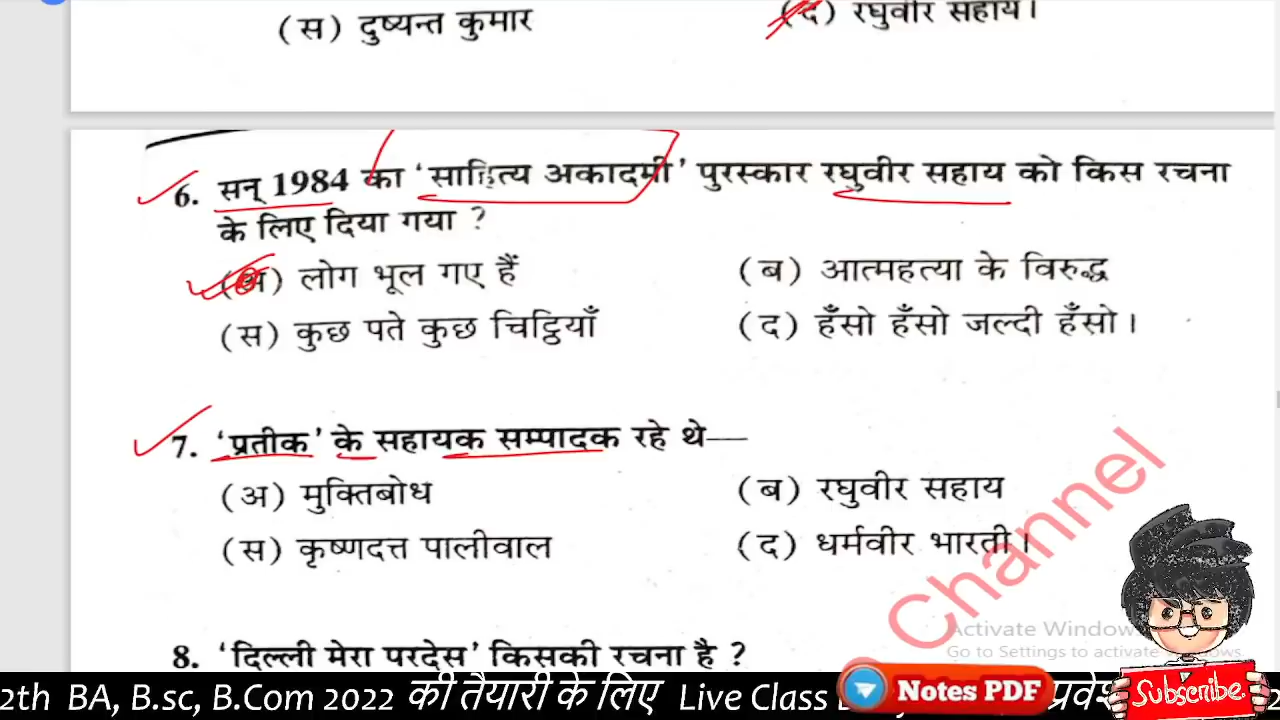 (स) दुष्यन्त कुमार (द) रघुवीर सहाय।
6. सन् 1984 का 'साहित्य अकादमी' पुरस्कार रघुवीर सहाय को किस रचना
के लिए दिया गया ?
(अ) लोग भूल गए हैं (ब) आत्महत्या के विरुद्ध
(स) कुछ पते कुछ चिट्ठियाँ (द) हँसो हँसो जल्दी हँसो।
7. 'प्रतीक' के सहायक सम्पादक रहे थे—
(अ) मुक्तिबोध (ब) रघुवीर सहाय
(स) कृष्णदत्त पालीवाल (द) धर्मवीर भारती।
Channel
Activate Window
Go to Settings to activate
8. 'दिल्ली मेरा परदेस' किसकी रचना है ?
2th BA, B.sc, B.Com 2022 की तैयारी के लिए Live Class
Notes PDF
Subscribe